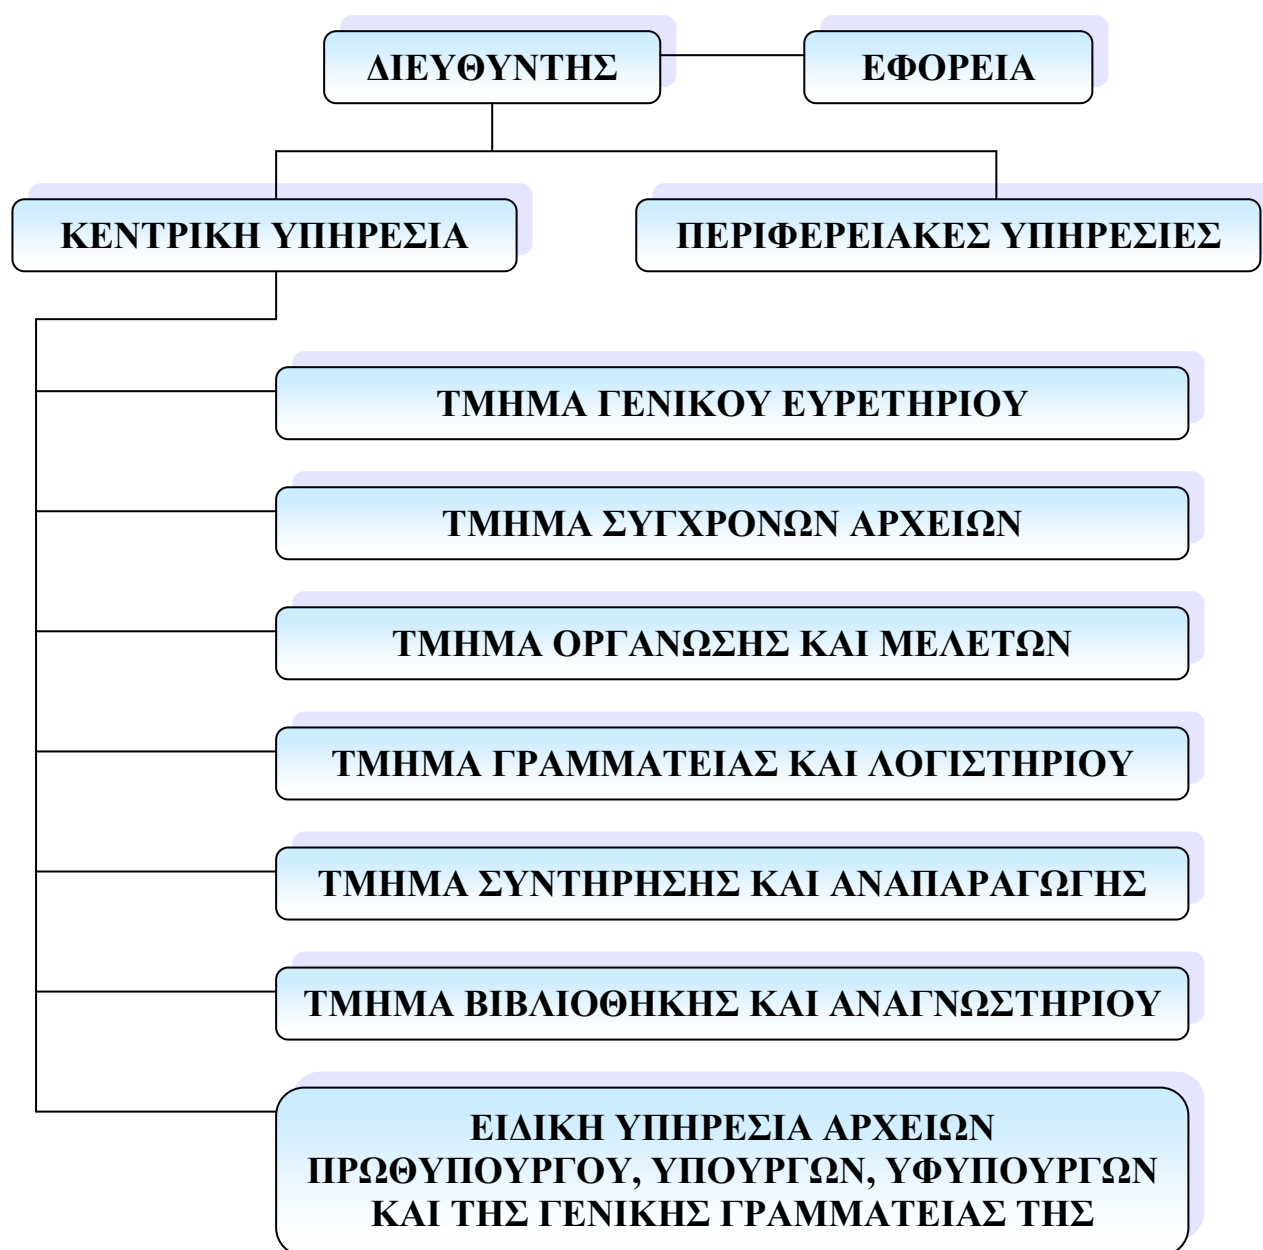 ΔΙΕΥΘΥΝΤΗΣ
ΕΦΟΡΕΙΑ
ΚΕΝΤΡΙΚΗ ΥΠΗΡΕΣΙΑ
ΠΕΡΙΦΕΡΕΙΑΚΕΣ ΥΠΗΡΕΣΙΕΣ
ΤΜΗΜΑ ΓΕΝΙΚΟΥ ΕΥΡΕΤΗΡΙΟΥ
ΤΜΗΜΑ ΣΥΓΧΡΟΝΩΝ ΑΡΧΕΙΩΝ
ΤΜΗΜΑ ΟΡΓΑΝΩΣΗΣ ΚΑΙ ΜΕΛΕΤΩΝ
ΤΜΗΜΑ ΓΡΑΜΜΑΤΕΙΑΣ ΚΑΙ ΛΟΓΙΣΤΗΡΙΟΥ
ΤΜΗΜΑ ΣΥΝΤΗΡΗΣΗΣ ΚΑΙ ΑΝΑΠΑΡΑΓΩΓΗΣ
ΤΜΗΜΑ ΒΙΒΛΙΟΘΗΚΗΣ ΚΑΙ ΑΝΑΓΝΩΣΤΗΡΙΟΥ
ΕΙΔΙΚΗ ΥΠΗΡΕΣΙΑ ΑΡΧΕΙΩΝ
ΠΡΩΘΥΠΟΥΡΓΟΥ, ΥΠΟΥΡΓΩΝ, ΥΦΥΠΟΥΡΓΩΝ
ΚΑΙ ΤΗΣ ΓΕΝΙΚΗΣ ΓΡΑΜΜΑΤΕΙΑΣ ΤΗΣ